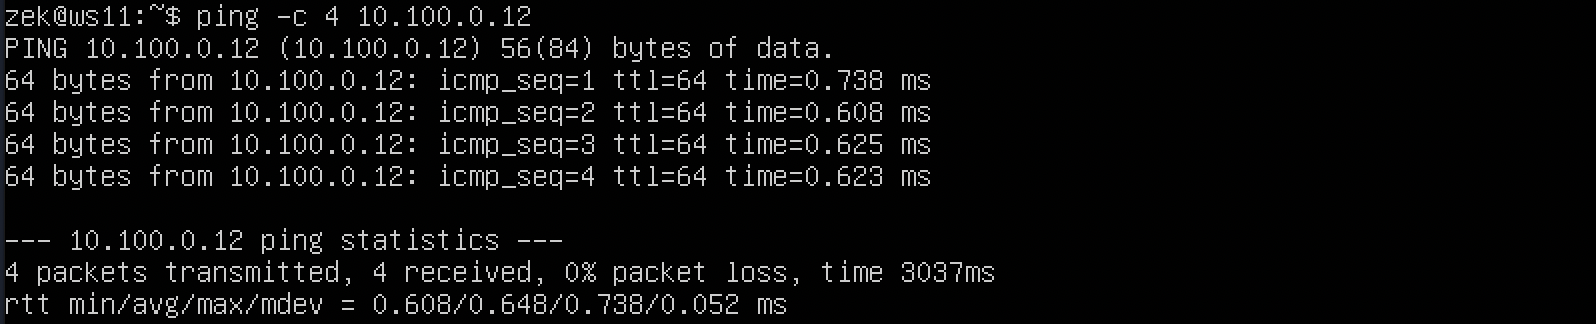 zek@ws11:~$ ping -c 4 10.100.0.12
PING 10.100.0.12 (10.100.0.12) 56(84) bytes of data.
64 bytes from 10.100.0.12: icmp_seq=1 ttl=64 time=0.738 ms
64 bytes from 10.100.0.12: icmp_seq=2 ttl=64 time=0.608 ms
64 bytes from 10.100.0.12: icmp_seq=3 ttl=64 time=0.625 ms
64 bytes from 10.100.0.12: icmp_seq=4 ttl=64 time=0.623 ms

--- 10.100.0.12 ping statistics ---
4 packets transmitted, 4 received, 0% packet loss, time 3037ms
rtt min/avg/max/mdev = 0.608/0.648/0.738/0.052 ms